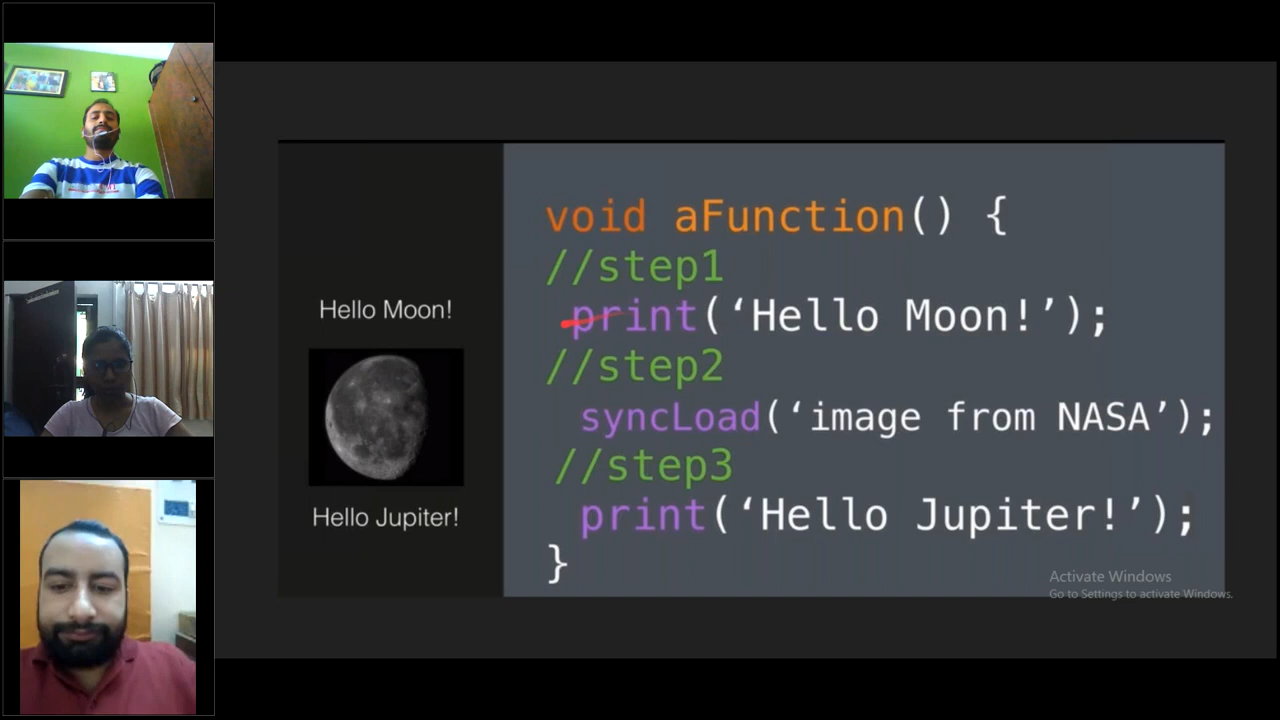 Hello Moon!
Hello Jupiter!
void aFunction() {
//step1
print(‘Hello Moon!’);
//step2
syncLoad(‘image from NASA’);
//step3
print(‘Hello Jupiter!’);
}
Activate Windows
Go to Settings to activate Windows.